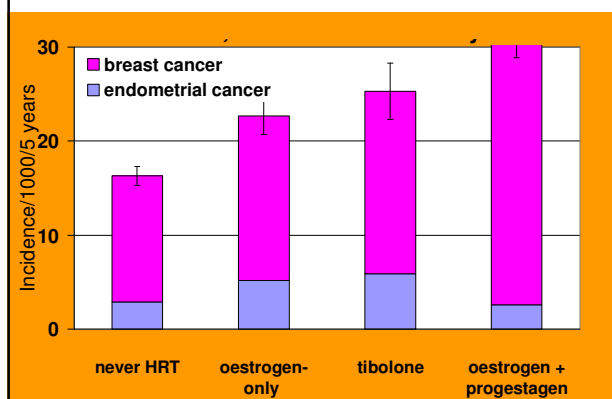 30
breast cancer
endometrial cancer
20
10
0
Incidence/1000/5 years
never HRT
oestrogen-
only
tibolone
oestrogen +
progestagen